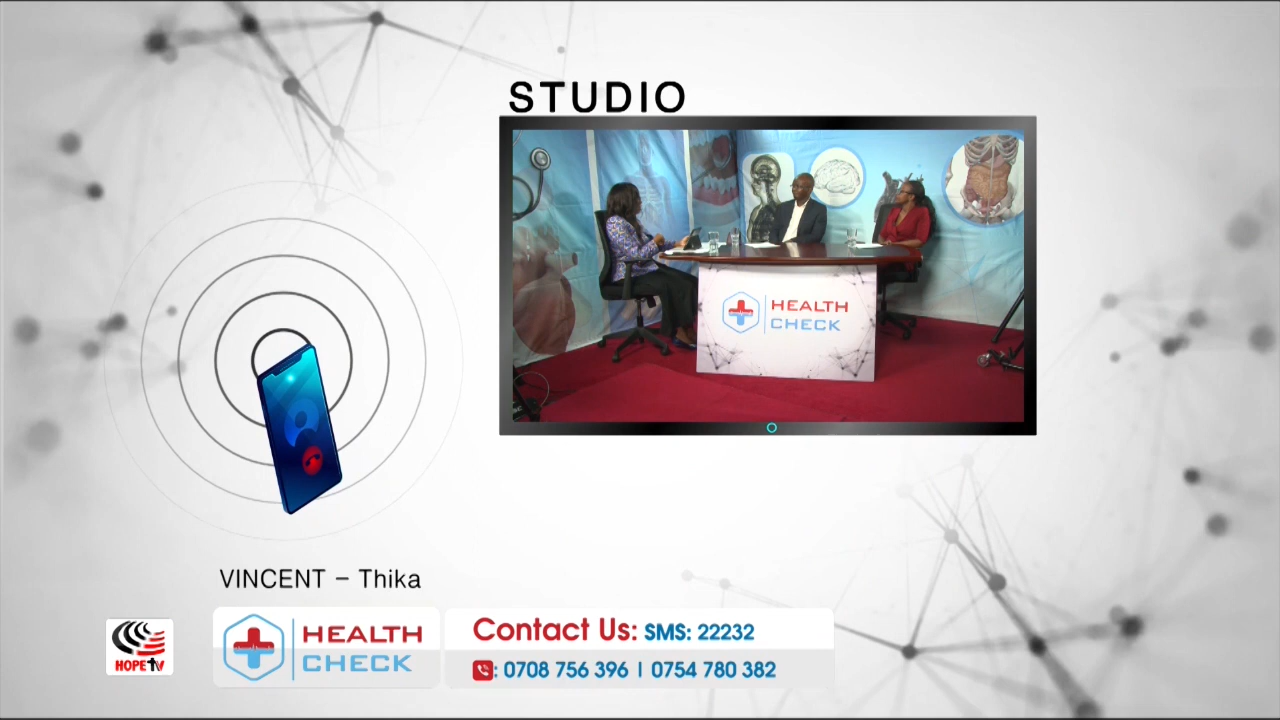 STUDIO
HEALTH
CHECK
VINCENT – Thika
HOPE TV
HEALTH
CHECK
Contact Us: SMS: 22232
: 0708 756 396 | 0754 780 382